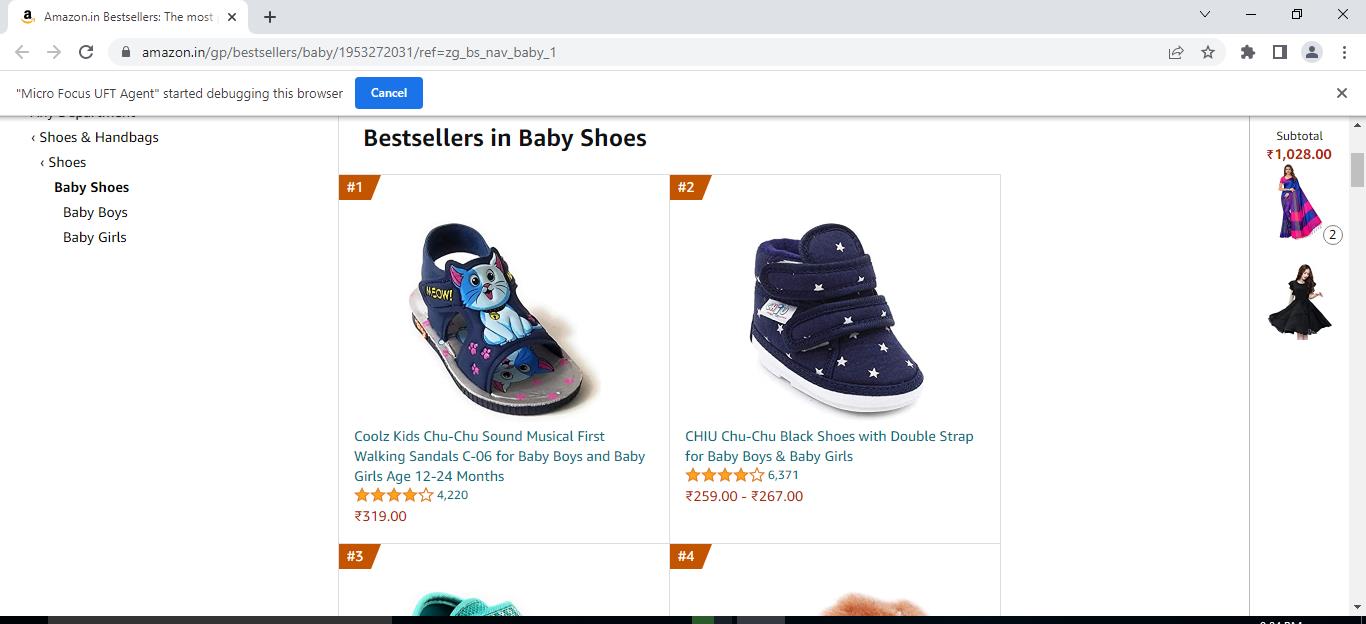 Amazon.in Bestsellers: The most
amazon.in/gp/bestsellers/baby/1953272031/ref=zg_bs_nav_baby_1
"Micro Focus UFT Agent" started debugging this browser
Cancel
Any Department
‹ Shoes & Handbags
‹ Shoes
Baby Shoes
Baby Boys
Baby Girls
Bestsellers in Baby Shoes
#1
MEOW!
Coolz Kids Chu-Chu Sound Musical First
Walking Sandals C-06 for Baby Boys and Baby
Girls Age 12-24 Months
4,220
₹319.00
#2
CHIU Chu-Chu Black Shoes with Double Strap
for Baby Boys & Baby Girls
6,371
₹259.00 - ₹267.00
#3
#4
Subtotal
₹1,028.00
2